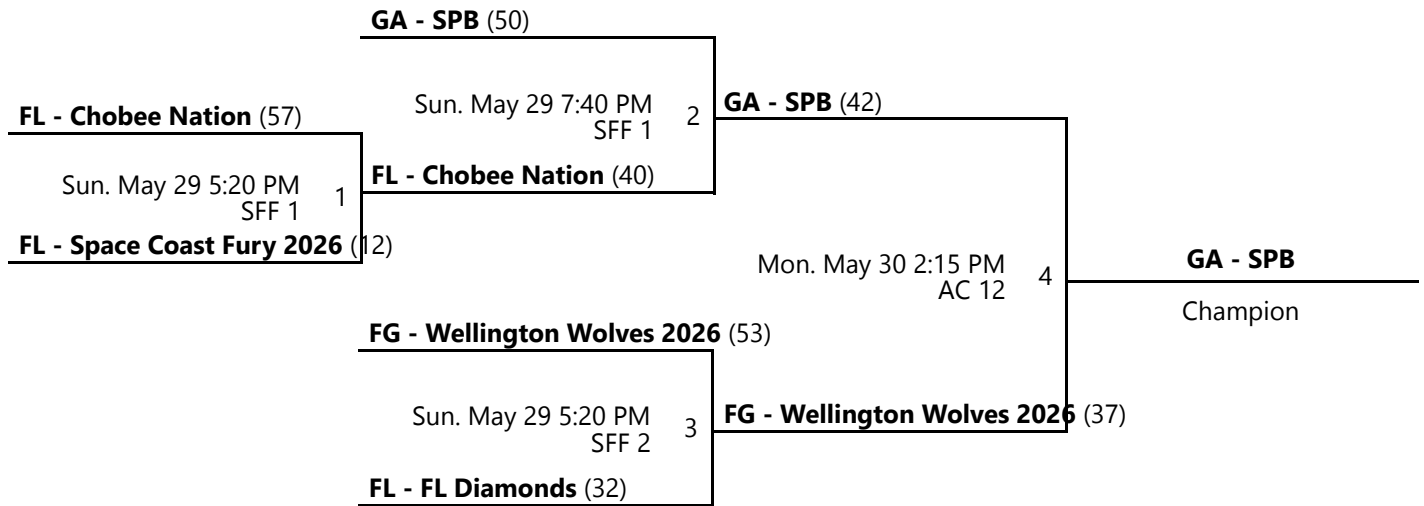 GA - SPB (50)
Sun. May 29 7:40 PM
SFF 1
2
GA - SPB (42)
FL - Chobee Nation (57)
Sun. May 29 5:20 PM
SFF 1
1
FL - Chobee Nation (40)
FL - Space Coast Fury 2026 (12)
Mon. May 30 2:15 PM
AC 12
4
GA - SPB
Champion
FG - Wellington Wolves 2026 (53)
Sun. May 29 5:20 PM
SFF 2
3
FG - Wellington Wolves 2026 (37)
FL - FL Diamonds (32)